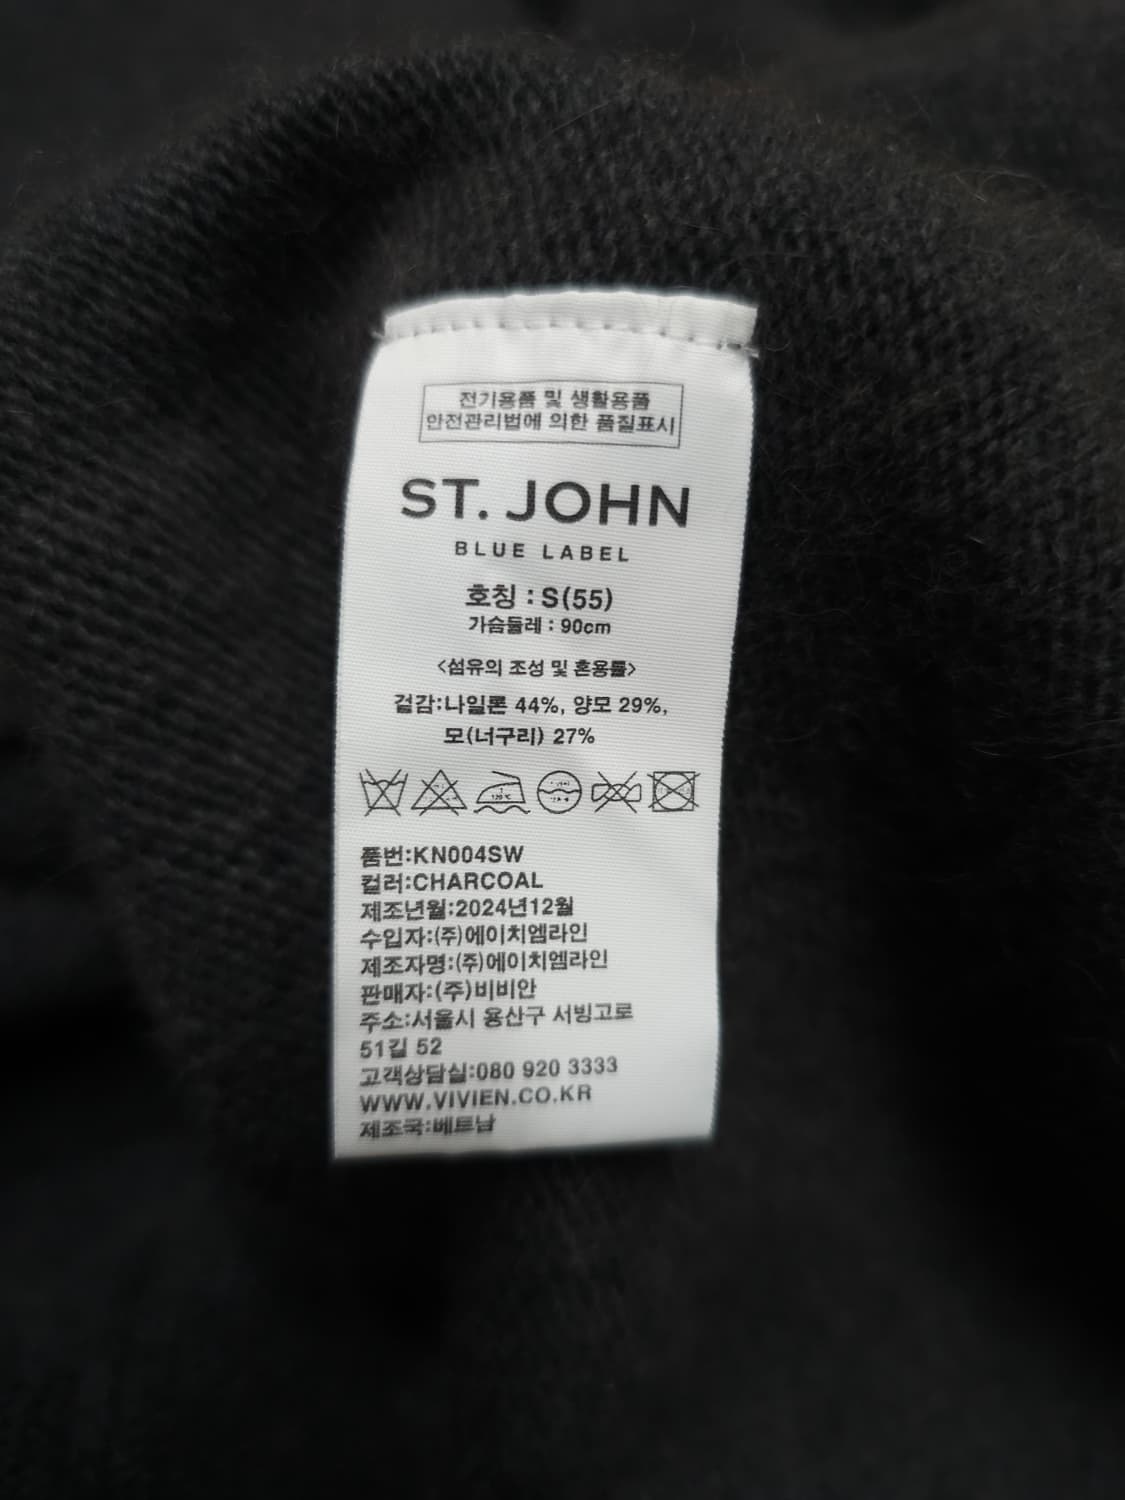 전기용품 및 생활용품
안전관리법에 의한 품질표시
ST. JOHN
BLUE LABEL
호칭 : S(55)
가슴둘레 : 90cm
<섬유의 조성 및 혼용률>
겉감:나일론 44%, 양모 29%,
모(너구리) 27%
120℃
품번:KN004SW
컬러:CHARCOAL
제조년월:2024년12월
수입자:(주)에이치엠라인
제조자명:(주)에이치엠라인
판매자:(주)비비안
주소:서울시 용산구 서빙고로
51길 52
고객상담실:080 920 3333
WWW.VIVIEN.CO.KR
제조국:베트남